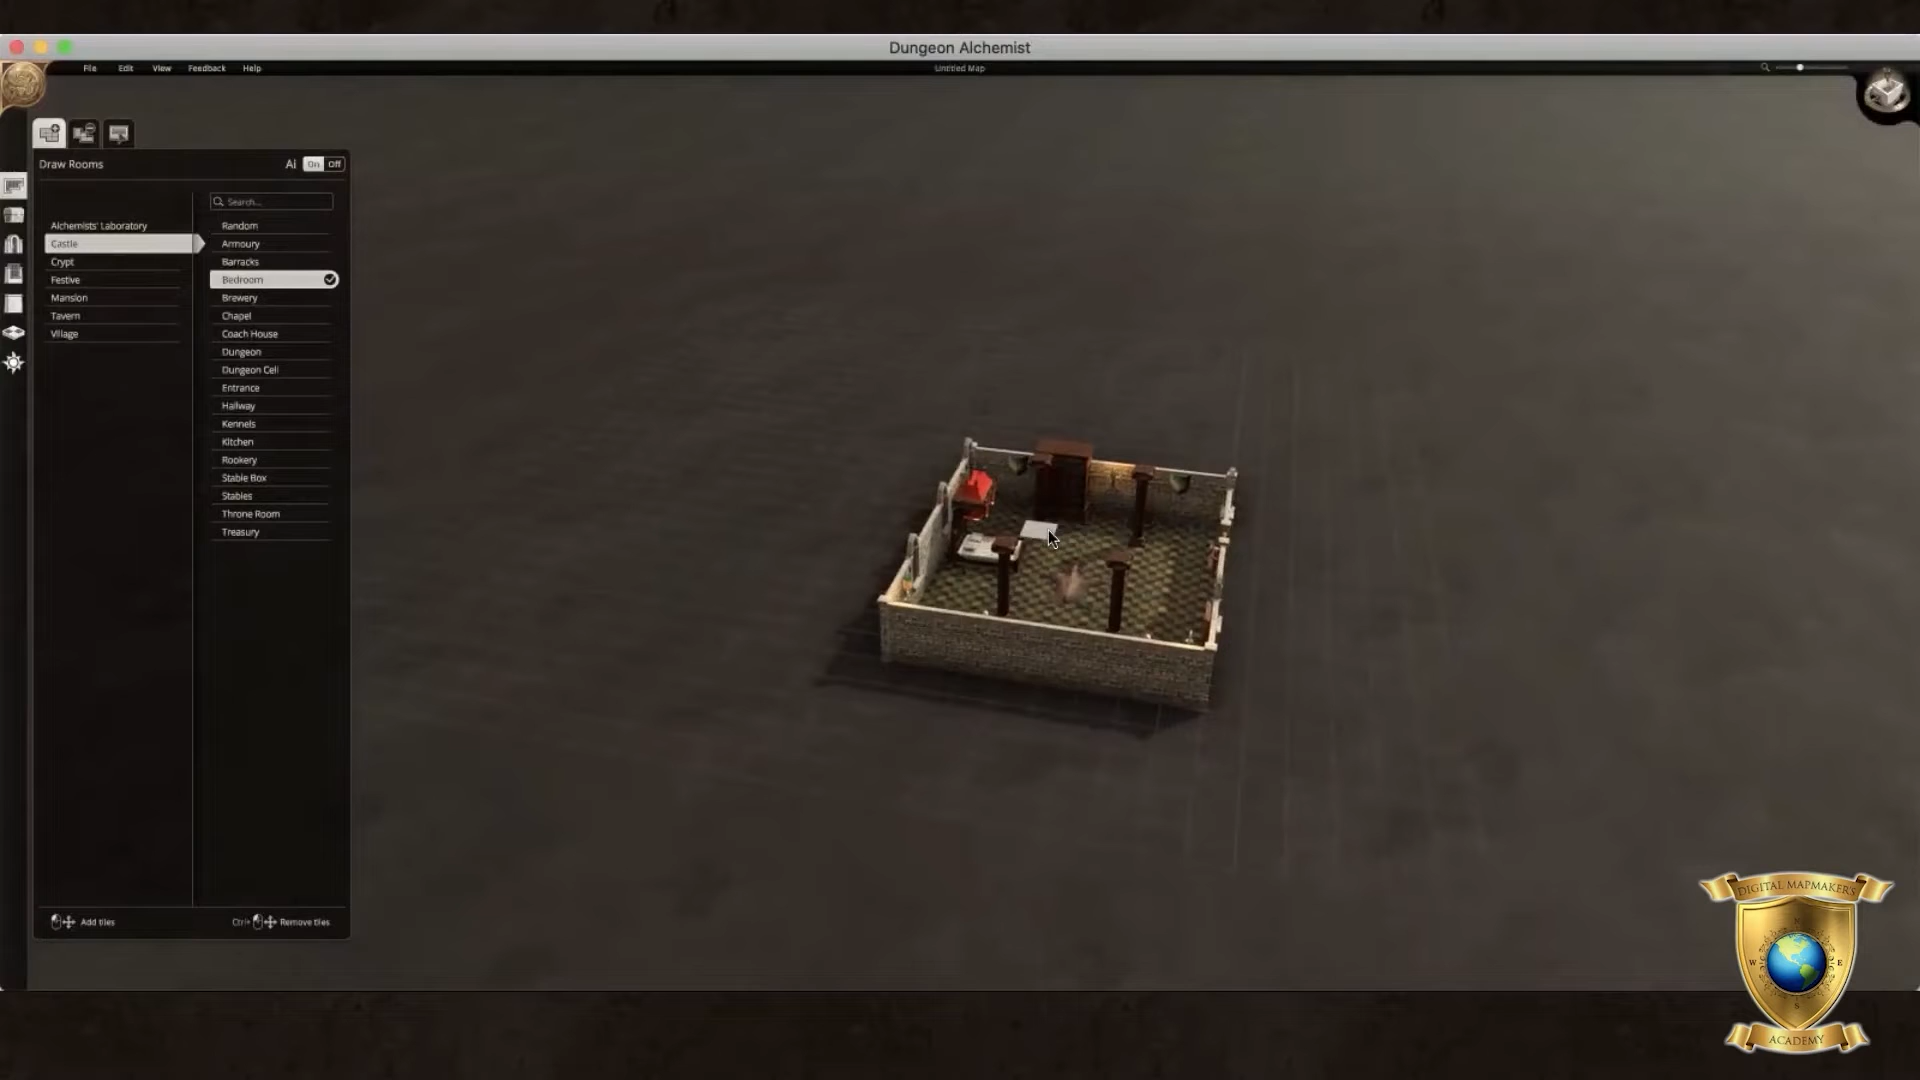 Dungeon Alchemist
File Edit View Feedback Help
Untitled Map
Draw Rooms
Ai On Off
Search...
Alchemists' Laboratory
Castle
Crypt
Festive
Mansion
Tavern
Village
Random
Armoury
Barracks
Bedroom
Brewery
Chapel
Coach House
Dungeon
Dungeon Cell
Entrance
Hallway
Kennels
Kitchen
Rookery
Stable Box
Stables
Throne Room
Treasury
Add tiles
Ctrl+ Remove tiles
DIGITAL MAPMAKER'S
N
W E
S
ACADEMY